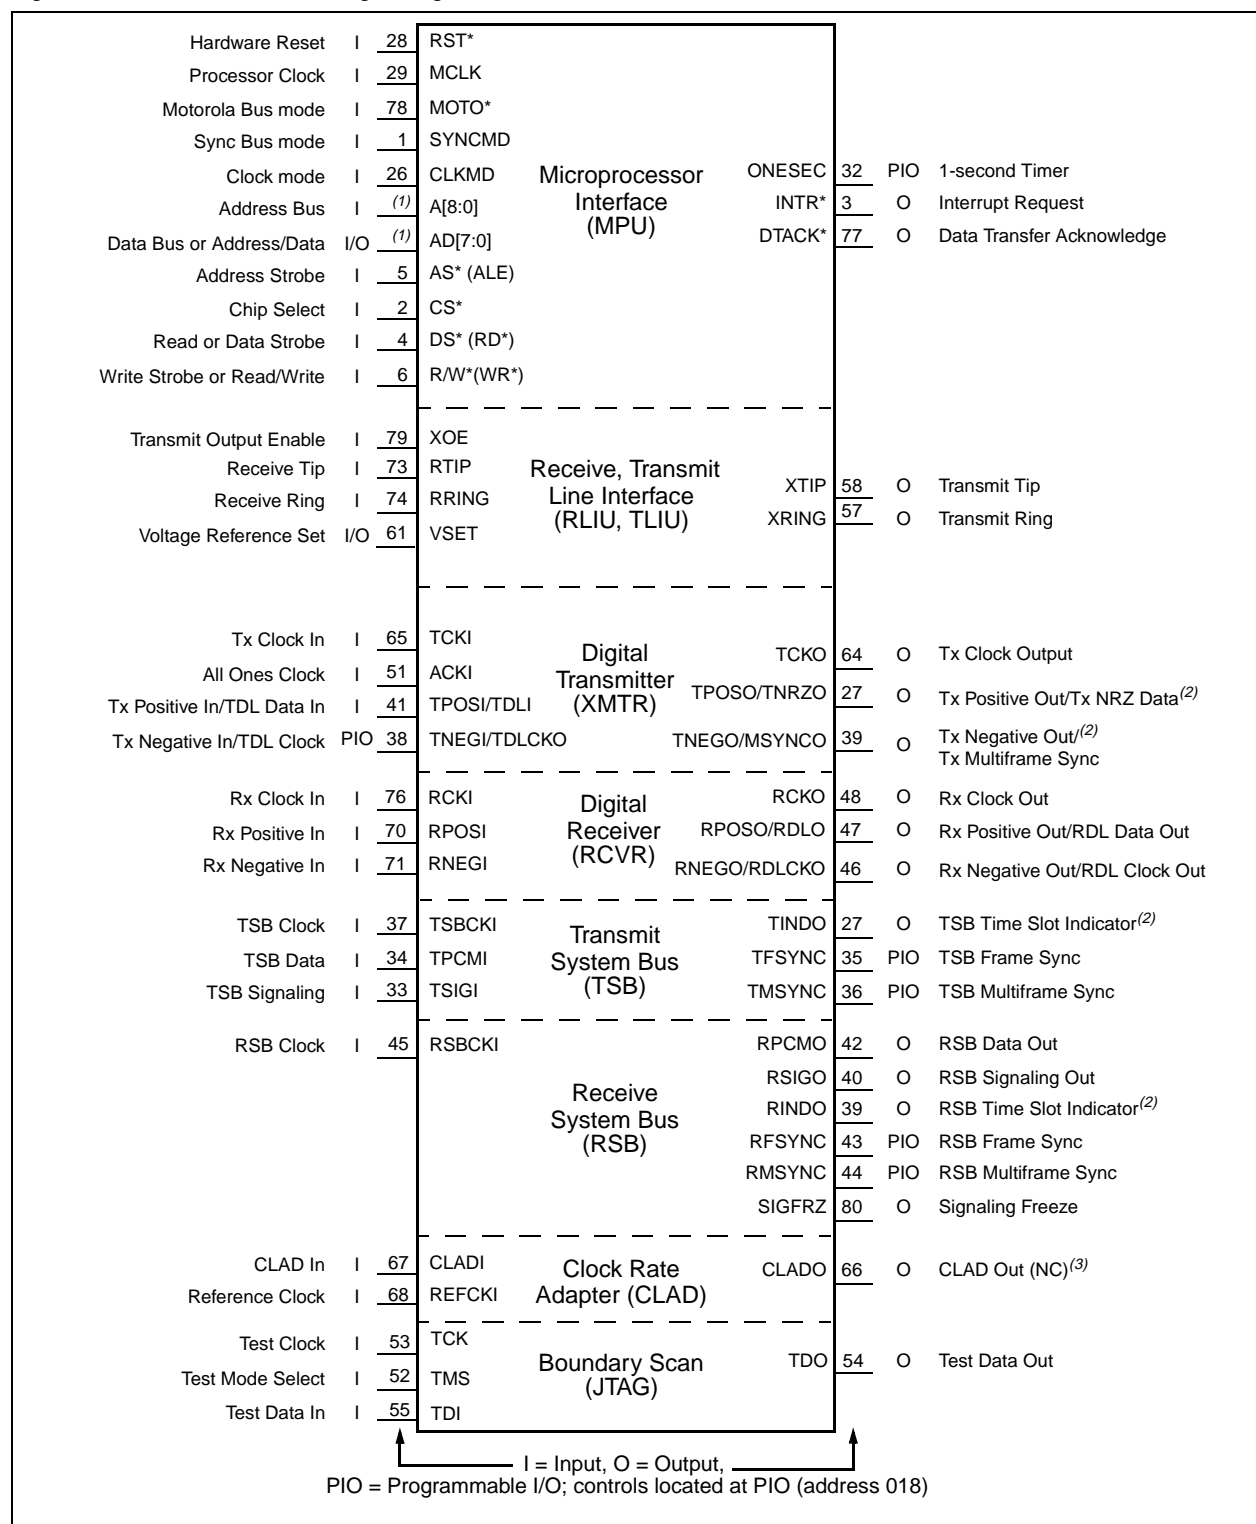 Hardware Reset I 28 RST*
Processor Clock I 29 MCLK
Motorola Bus mode I 78 MOTO*
Sync Bus mode I 1 SYNCMD
Clock mode I 26 CLKMD
Address Bus I (1) A[8:0]
Data Bus or Address/Data I/O (1) AD[7:0]
Address Strobe I 5 AS* (ALE)
Chip Select I 2 CS*
Read or Data Strobe I 4 DS* (RD*)
Write Strobe or Read/Write I 6 R/W*(WR*)
Microprocessor
Interface
(MPU)
ONESEC 32 PIO 1-second Timer
INTR* 3 O Interrupt Request
DTACK* 77 O Data Transfer Acknowledge
Transmit Output Enable I 79 XOE
Receive Tip I 73 RTIP
Receive Ring I 74 RRING
Voltage Reference Set I/O 61 VSET
Receive, Transmit
Line Interface
(RLIU, TLIU)
XTIP 58 O Transmit Tip
XRING 57 O Transmit Ring
Tx Clock In I 65 TCKI
All Ones Clock I 51 ACKI
Tx Positive In/TDL Data In I 41 TPOSI/TDLI
Tx Negative In/TDL Clock PIO 38 TNEGI/TDLCKO
Digital
Transmitter
(XMTR)
TCKO 64 O Tx Clock Output
TPOSO/TNRZO 27 O Tx Positive Out/Tx NRZ Data(2)
TNEGO/MSYNCO 39 O Tx Negative Out/(2)
Tx Multiframe Sync
Rx Clock In I 76 RCKI
Rx Positive In I 70 RPOSI
Rx Negative In I 71 RNEGI
Digital
Receiver
(RCVR)
RCKO 48 O Rx Clock Out
RPOSO/RDLO 47 O Rx Positive Out/RDL Data Out
RNEGO/RDLCKO 46 O Rx Negative Out/RDL Clock Out
TSB Clock I 37 TSBCKI
TSB Data I 34 TPCMI
TSB Signaling I 33 TSIGI
Transmit
System Bus
(TSB)
TINDO 27 O TSB Time Slot Indicator(2)
TFSYNC 35 PIO TSB Frame Sync
TMSYNC 36 PIO TSB Multiframe Sync
RSB Clock I 45 RSBCKI
Receive
System Bus
(RSB)
RPCMO 42 O RSB Data Out
RSIGO 40 O RSB Signaling Out
RINDO 39 O RSB Time Slot Indicator(2)
RFSYNC 43 PIO RSB Frame Sync
RMSYNC 44 PIO RSB Multiframe Sync
SIGFRZ 80 O Signaling Freeze
CLAD In I 67 CLADI
Reference Clock I 68 REFCKI
Clock Rate
Adapter (CLAD)
CLADO 66 O CLAD Out (NC)(3)
Test Clock I 53 TCK
Test Mode Select I 52 TMS
Test Data In I 55 TDI
Boundary Scan
(JTAG)
TDO 54 O Test Data Out
I = Input, O = Output,
PIO = Programmable I/O; controls located at PIO (address 018)